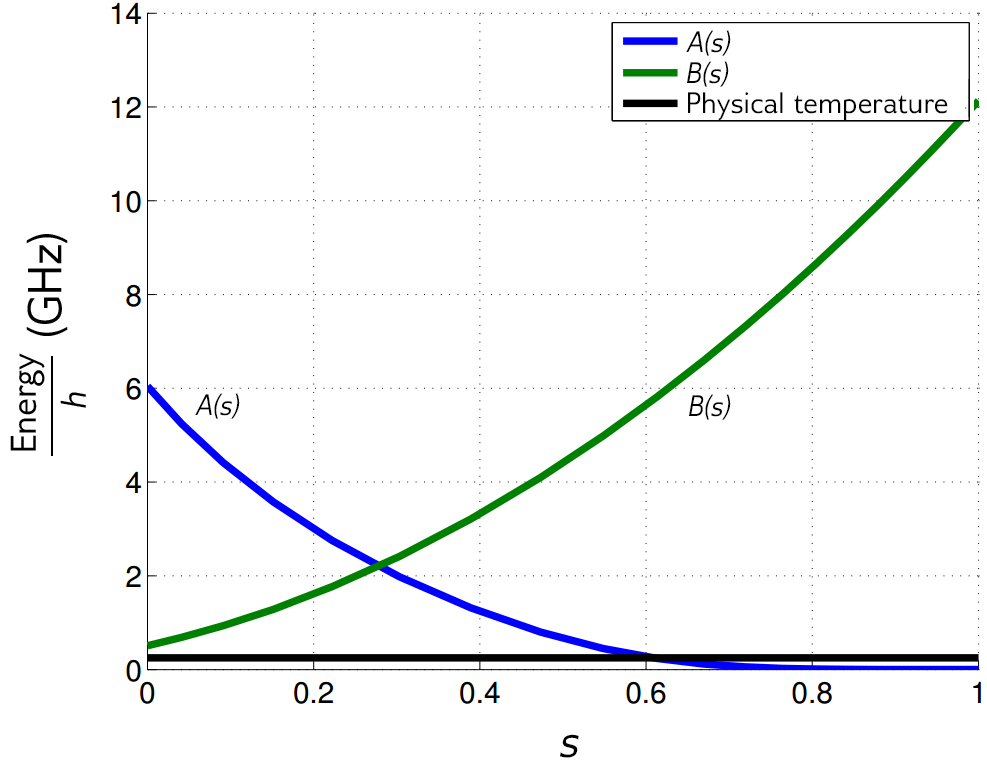 14
12
10
8
6
4
2
0
Energy
h
(GHz)
A(s)
B(s)
Physical temperature
A(s)
B(s)
0
0.2
0.4
0.6
0.8
1
s